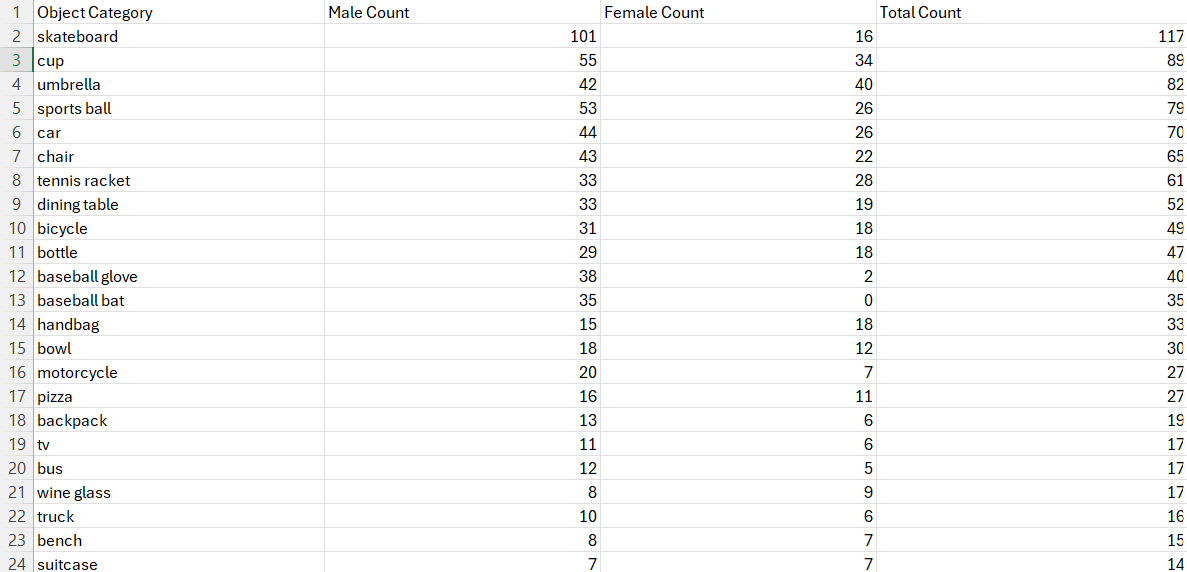 1 Object Category Male Count Female Count Total Count
2 skateboard 101 16 117
3 cup 55 34 89
4 umbrella 42 40 82
5 sports ball 53 26 79
6 car 44 26 70
7 chair 43 22 65
8 tennis racket 33 28 61
9 dining table 33 19 52
10 bicycle 31 18 49
11 bottle 29 18 47
12 baseball glove 38 2 40
13 baseball bat 35 0 35
14 handbag 15 18 33
15 bowl 18 12 30
16 motorcycle 20 7 27
17 pizza 16 11 27
18 backpack 13 6 19
19 tv 11 6 17
20 bus 12 5 17
21 wine glass 8 9 17
22 truck 10 6 16
23 bench 8 7 15
24 suitcase 7 7 14